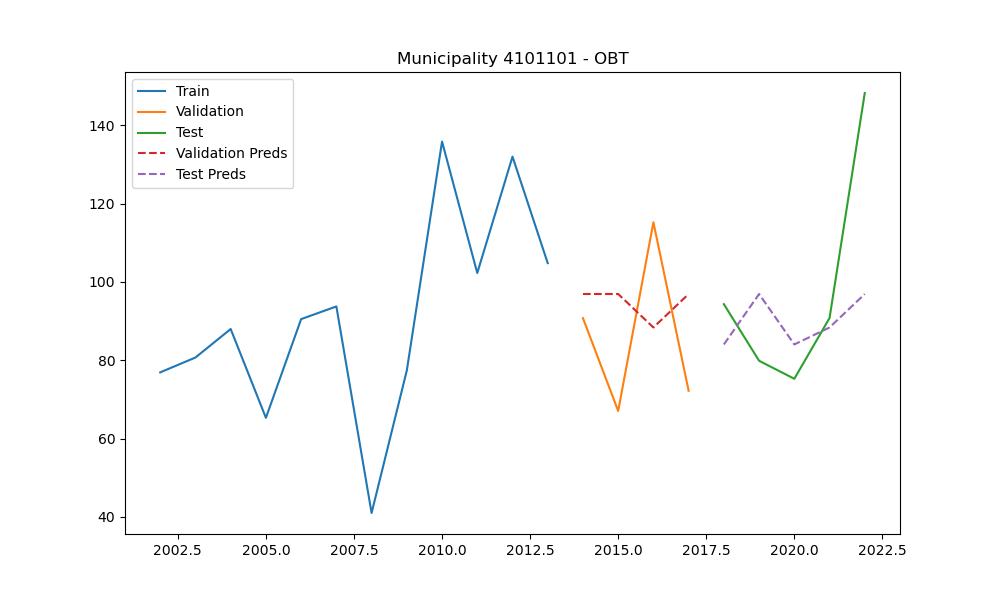 Municipality 4101101 - OBT
Train
Validation
Test
Validation Preds
Test Preds
140
120
100
80
60
40
2002.5 2005.0 2007.5 2010.0 2012.5 2015.0 2017.5 2020.0 2022.5